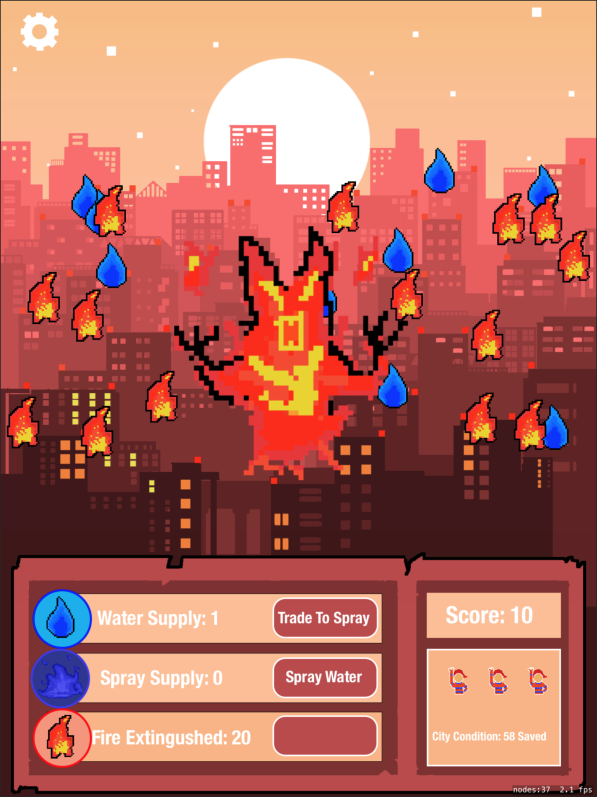 Water Supply: 1
Trade To Spray
Spray Supply: 0
Spray Water
Fire Extingushed: 20
Score: 10
City Condition: 58 Saved
nodes:37 2.1 fps